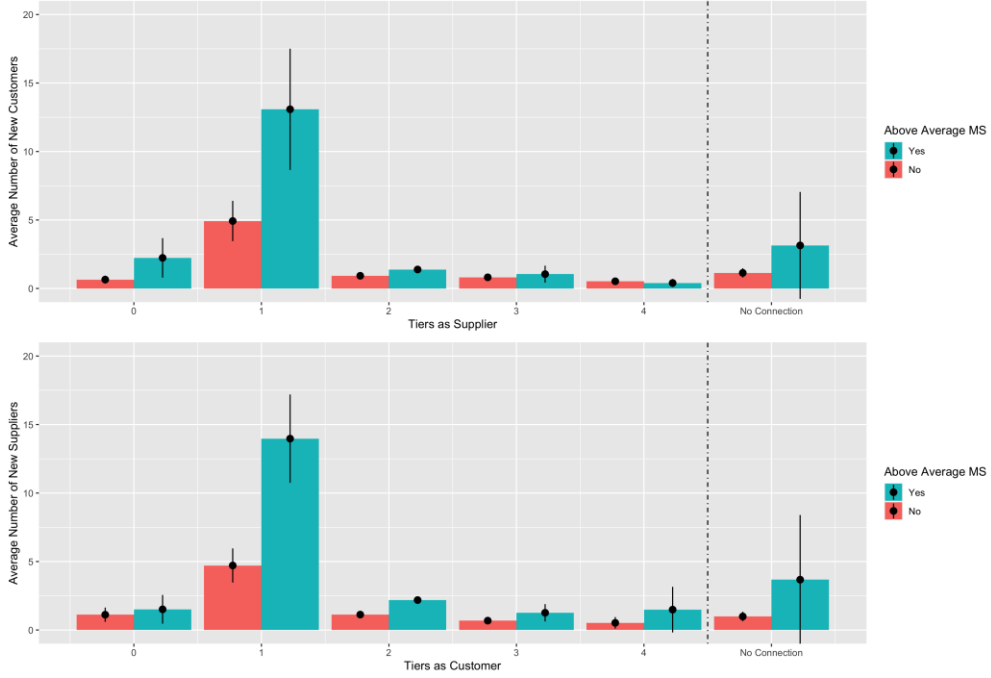 Average Number of New Customers
20
15
10
5
0
0 1 2 3 4 No Connection
Tiers as Supplier
Above Average MS
Yes
No
Average Number of New Suppliers
20
15
10
5
0
0 1 2 3 4 No Connection
Tiers as Customer
Above Average MS
Yes
No